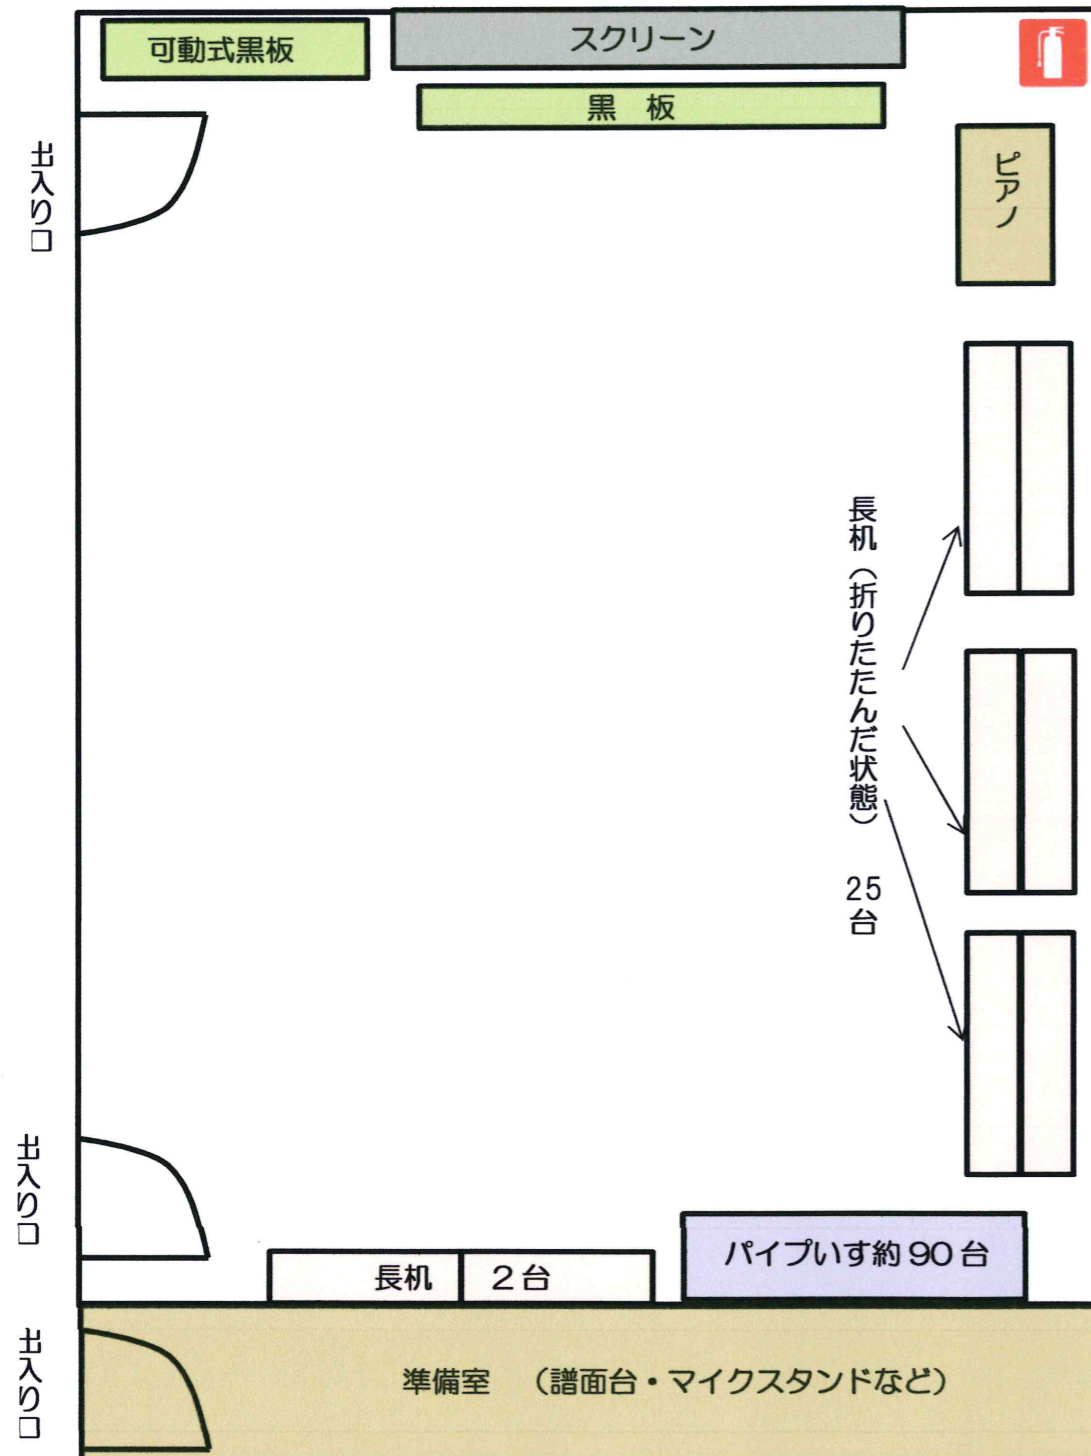 可動式黒板
スクリーン
黒　板
出入り口
ピアノ
長机（折りたたんだ状態）　25台
出入り口
長机　2台
パイプいす約90台
出入り口
準備室　（譜面台・マイクスタンドなど）